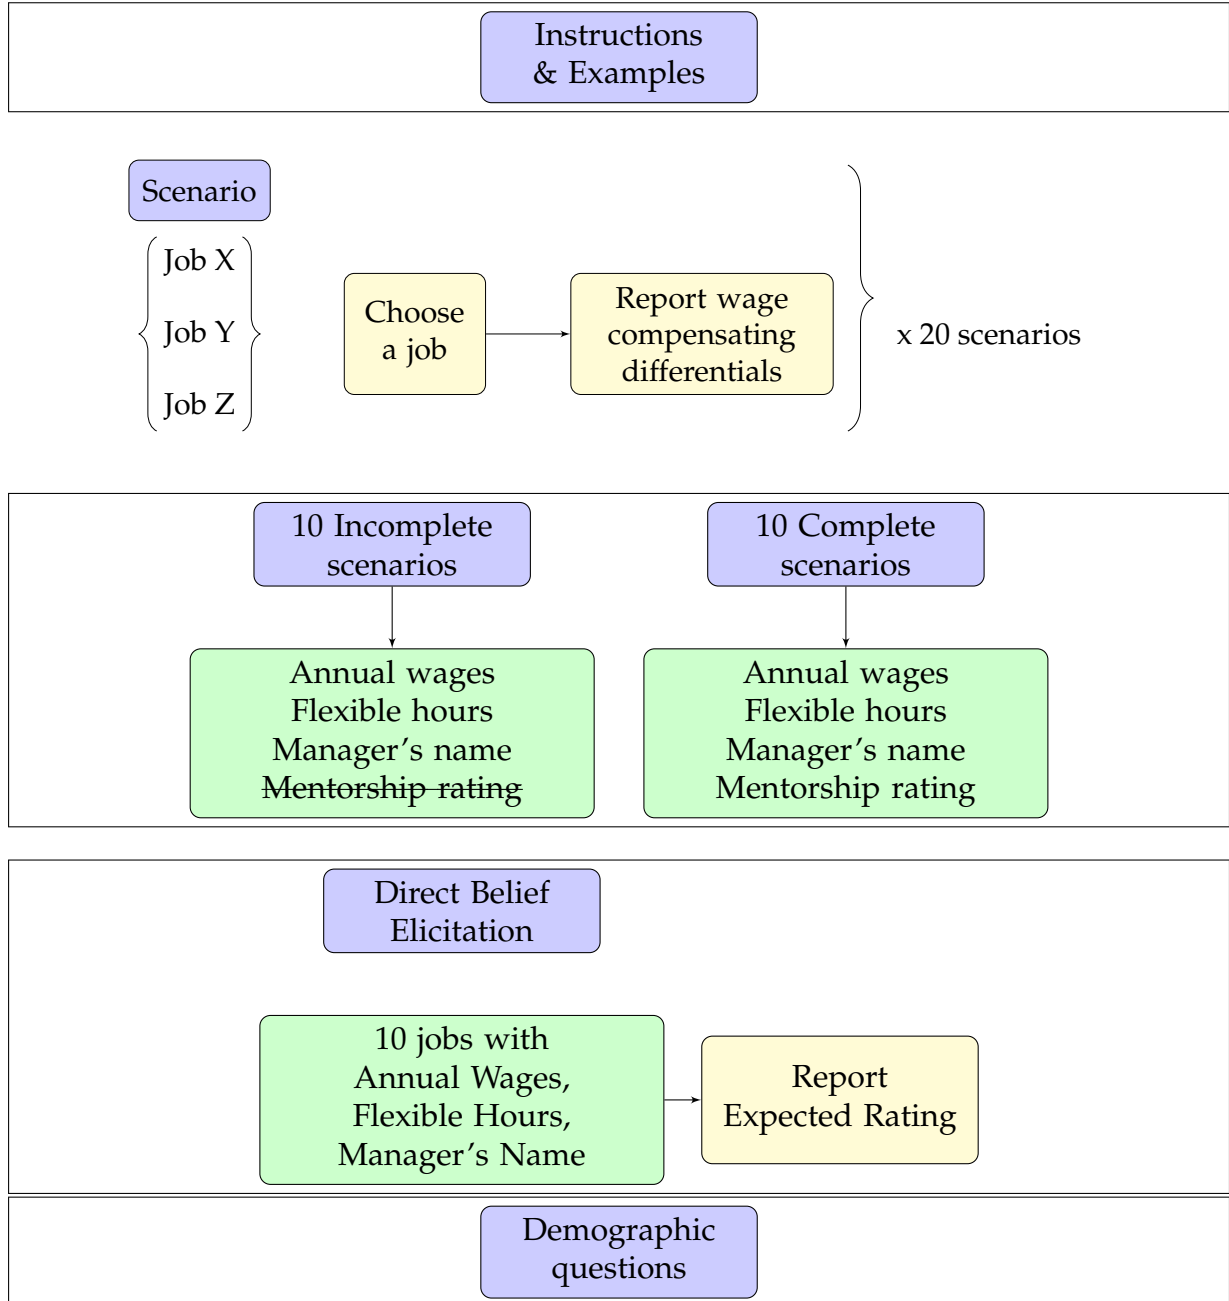 Instructions
& Examples
Scenario
Job X
Job Y
Job Z
Choose
a job
Report wage
compensating
differentials
x 20 scenarios
10 Incomplete
scenarios
10 Complete
scenarios
Annual wages
Flexible hours
Manager's name
Mentorship rating
Annual wages
Flexible hours
Manager's name
Mentorship rating
Direct Belief
Elicitation
10 jobs with
Annual Wages,
Flexible Hours,
Manager's Name
Report
Expected Rating
Demographic
questions